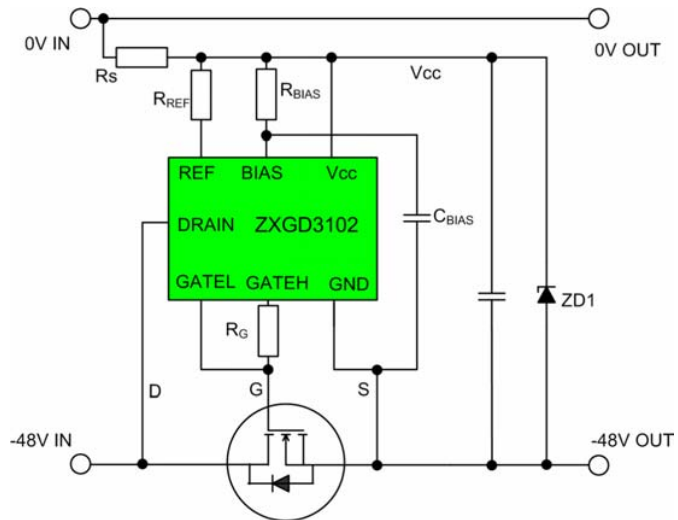 0V IN
0V OUT
Rs
Vcc
RREF
RBIAS
REF BIAS Vcc
DRAIN ZXGD3102
CBIAS
GATEL GATEH GND
RG
ZD1
D G S
-48V IN
-48V OUT